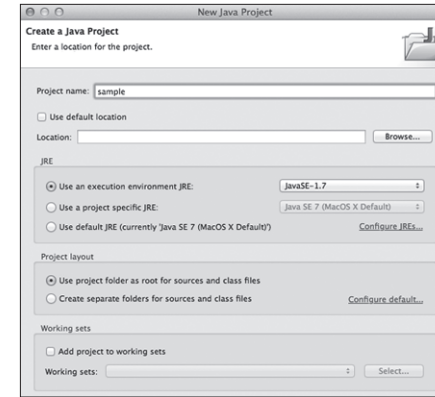 New Java Project
Create a Java Project
Enter a location for the project.
Project name: sample
Use default location
Location: Browse...
JRE
Use an execution environment JRE: JavaSE-1.7
Use a project specific JRE: Java SE 7 (MacOS X Default)
Use default JRE (currently 'Java SE 7 (MacOS X Default)') Configure JREs...
Project layout
Use project folder as root for sources and class files
Create separate folders for sources and class files Configure default...
Working sets
Add project to working sets
Working sets: Select...